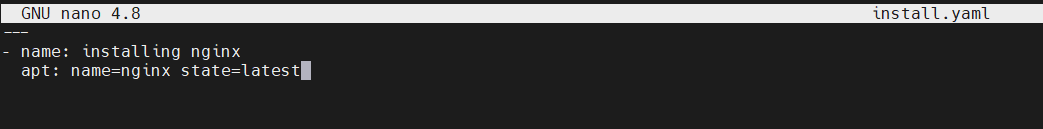 GNU nano 4.8 install.yaml
---
- name: installing nginx
  apt: name=nginx state=latest